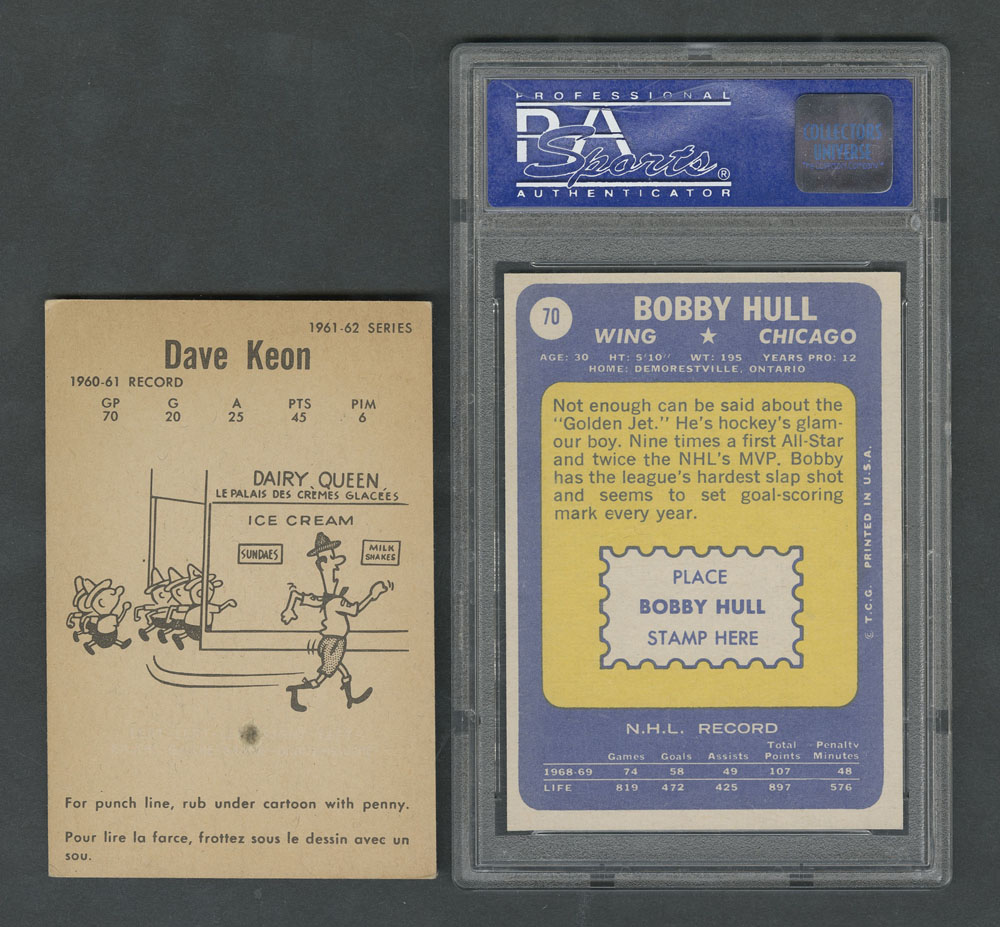 1961-62 SERIES
Dave Keon
1960-61 RECORD
GP G A PTS PIM
70 20 25 45 6
DAIRY QUEEN
LE PALAIS DES CRÈMES GLACÉES
ICE CREAM
SUNDAES
MILK
SHAKES
For punch line, rub under cartoon with penny.
Pour lire la farce, frottez sous le dessin avec un
sou.
PROFESSIONAL
PSA
Sports ®
AUTHENTICATOR
COLLECTORS
UNIVERSE
70
BOBBY HULL
WING ★ CHICAGO
AGE: 30 HT: 5'10" WT: 195 YEARS PRO: 12
HOME: DEMORESTVILLE, ONTARIO
Not enough can be said about the
"Golden Jet." He's hockey's glam-
our boy. Nine times a first All-Star
and twice the NHL's MVP. Bobby
has the league's hardest slap shot
and seems to set goal-scoring
mark every year.
PLACE
BOBBY HULL
STAMP HERE
© T.C.G. PRINTED IN U.S.A.
N.H.L. RECORD
Games Goals Assists Total Points Penalty Minutes
1968-69 74 58 49 107 48
LIFE 819 472 425 897 576